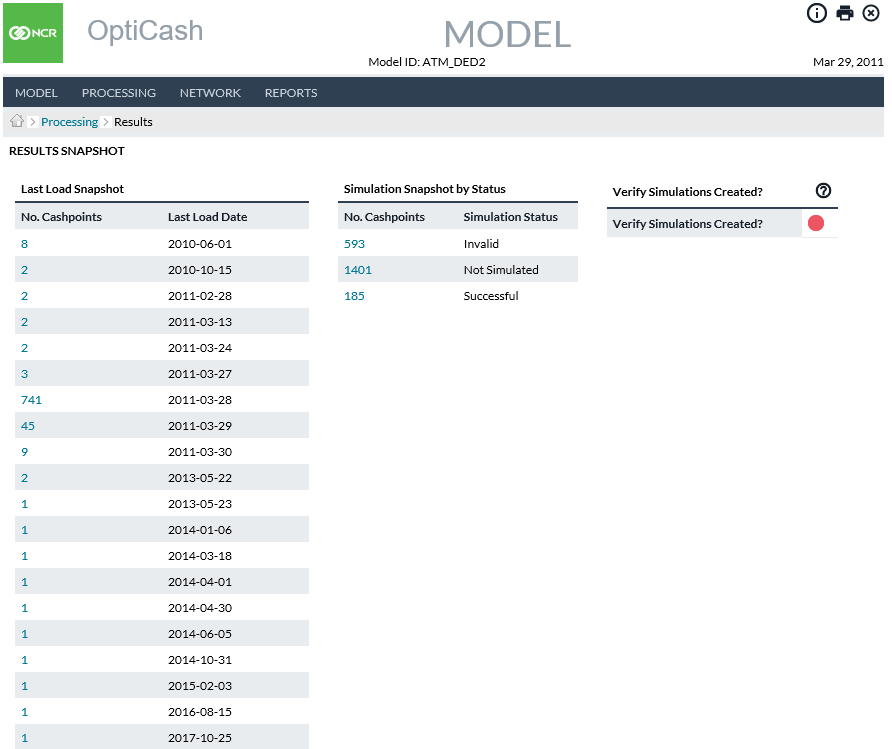 NCR
OptiCash
MODEL
Model ID: ATM_DED2
Mar 29, 2011
MODEL PROCESSING NETWORK REPORTS
Processing > Results
RESULTS SNAPSHOT
Last Load Snapshot
No. Cashpoints Last Load Date
8 2010-06-01
2 2010-10-15
2 2011-02-28
2 2011-03-13
2 2011-03-24
3 2011-03-27
741 2011-03-28
45 2011-03-29
9 2011-03-30
2 2013-05-22
1 2013-05-23
1 2014-01-06
1 2014-03-18
1 2014-04-01
1 2014-04-30
1 2014-06-05
1 2014-10-31
1 2015-02-03
1 2016-08-15
1 2017-10-25
Simulation Snapshot by Status
No. Cashpoints Simulation Status
593 Invalid
1401 Not Simulated
185 Successful
Verify Simulations Created?
Verify Simulations Created?